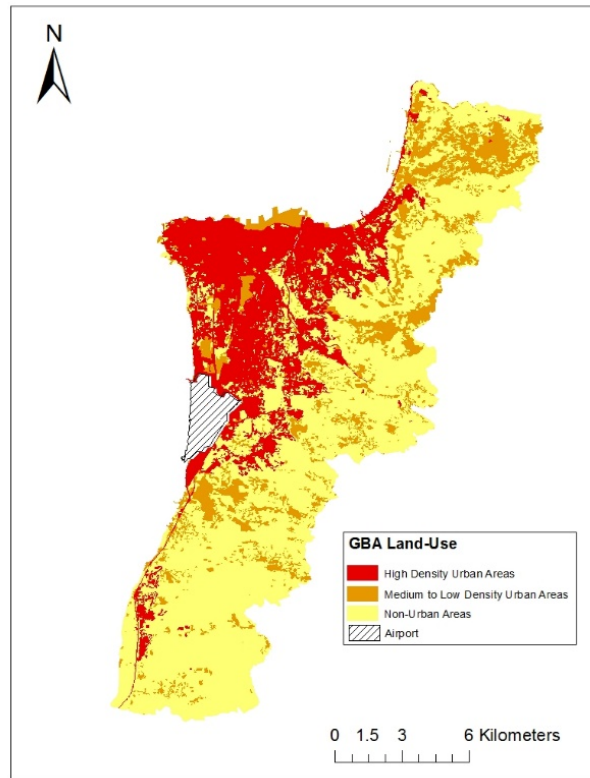 N
GBA Land-Use
High Density Urban Areas
Medium to Low Density Urban Areas
Non-Urban Areas
Airport
0 1.5 3 6 Kilometers